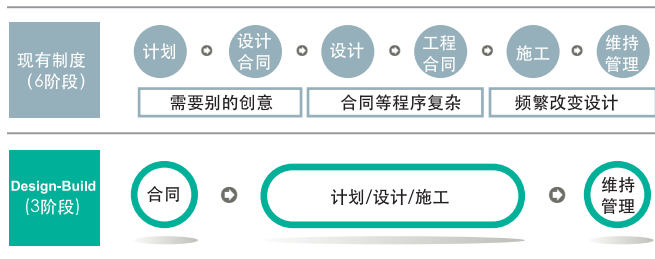 现有制度
（6阶段）
计划
设计
合同
设计
工程
合同
施工
维持
管理
需要别的创意
合同等程序复杂
频繁改变设计
Design-Build
(3阶段)
合同
计划/设计/施工
维持
管理